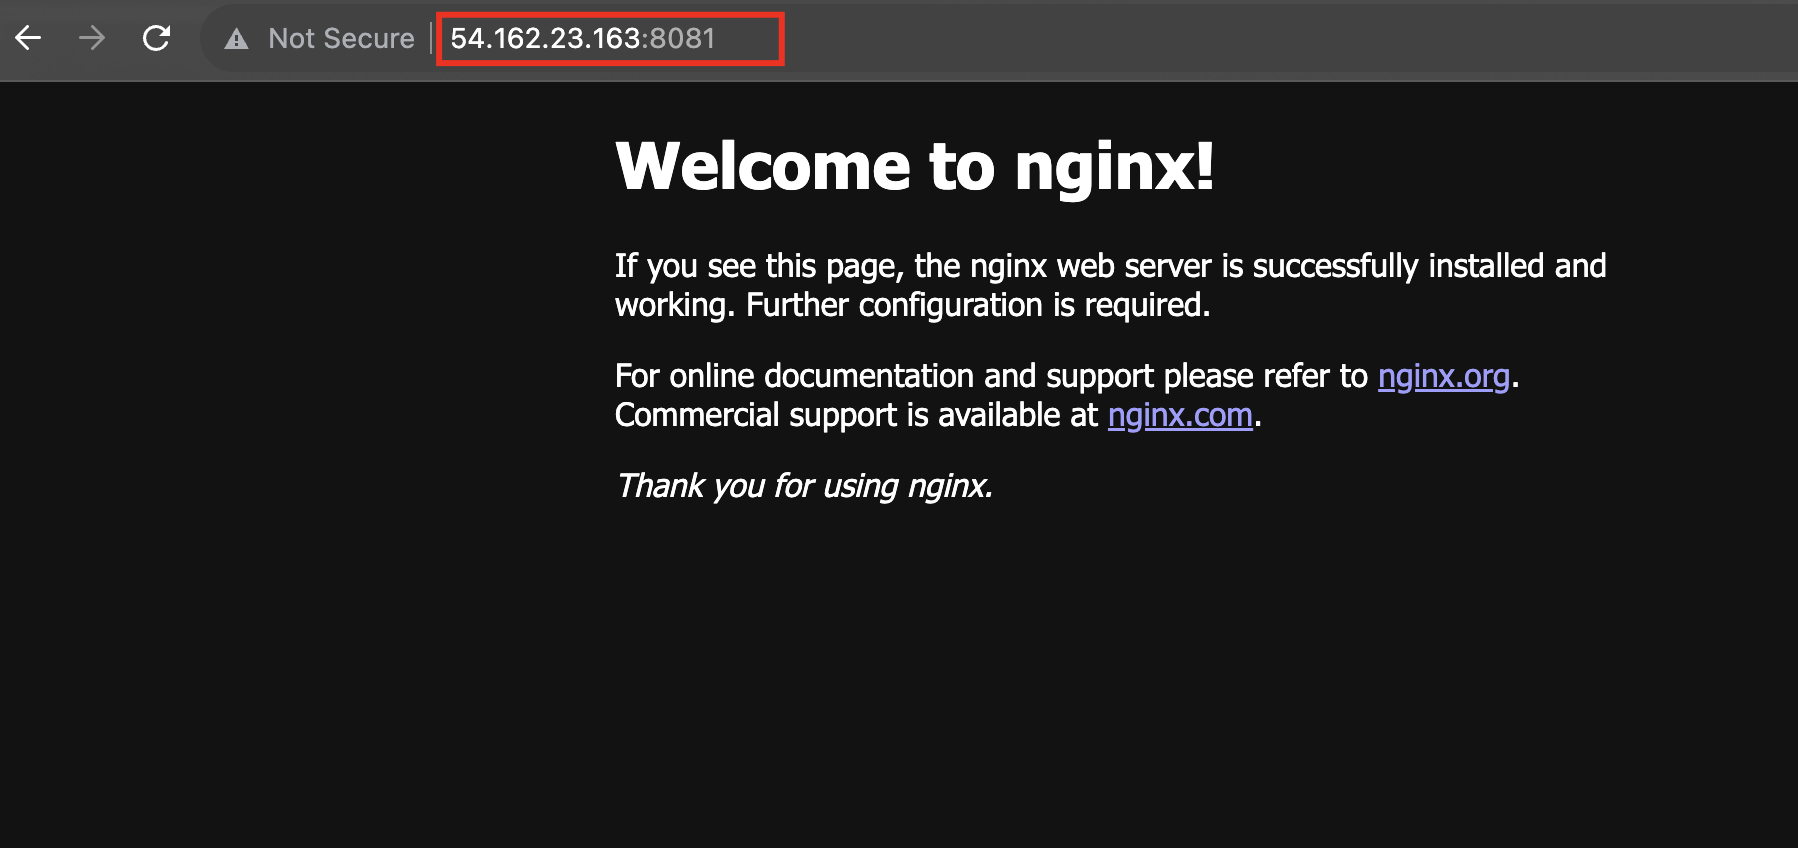 Not Secure 54.162.23.163:8081
Welcome to nginx!
If you see this page, the nginx web server is successfully installed and
working. Further configuration is required.
For online documentation and support please refer to nginx.org.
Commercial support is available at nginx.com.
Thank you for using nginx.